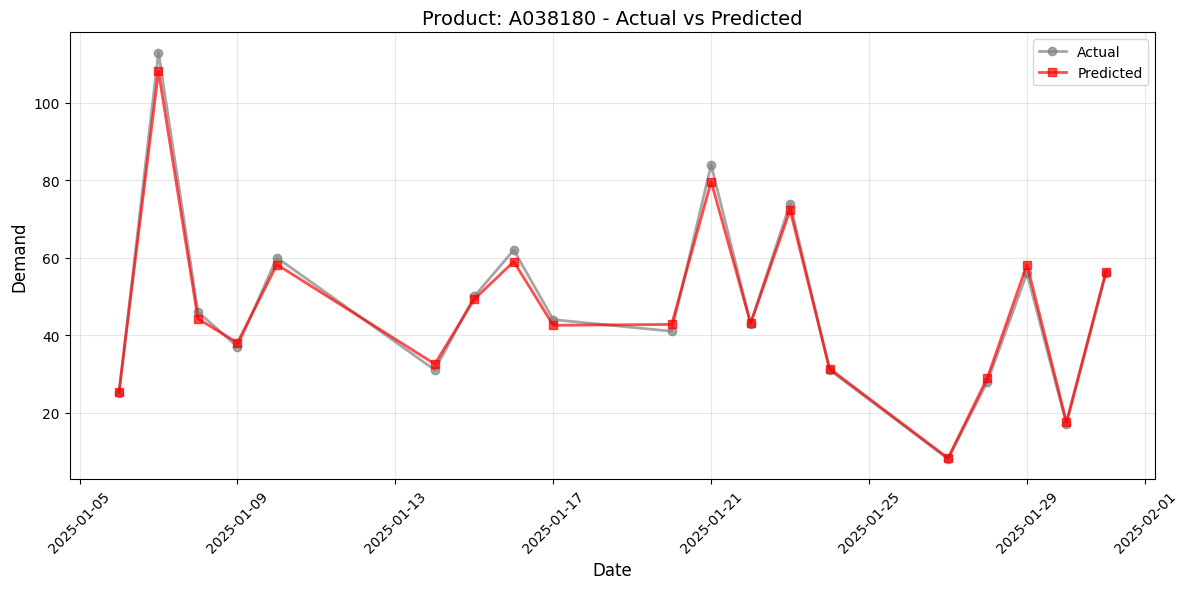 Product: A038180 - Actual vs Predicted
Actual
Predicted
Demand
100
80
60
40
20
2025-01-05
2025-01-09
2025-01-13
2025-01-17
2025-01-21
2025-01-25
2025-01-29
2025-02-01
Date